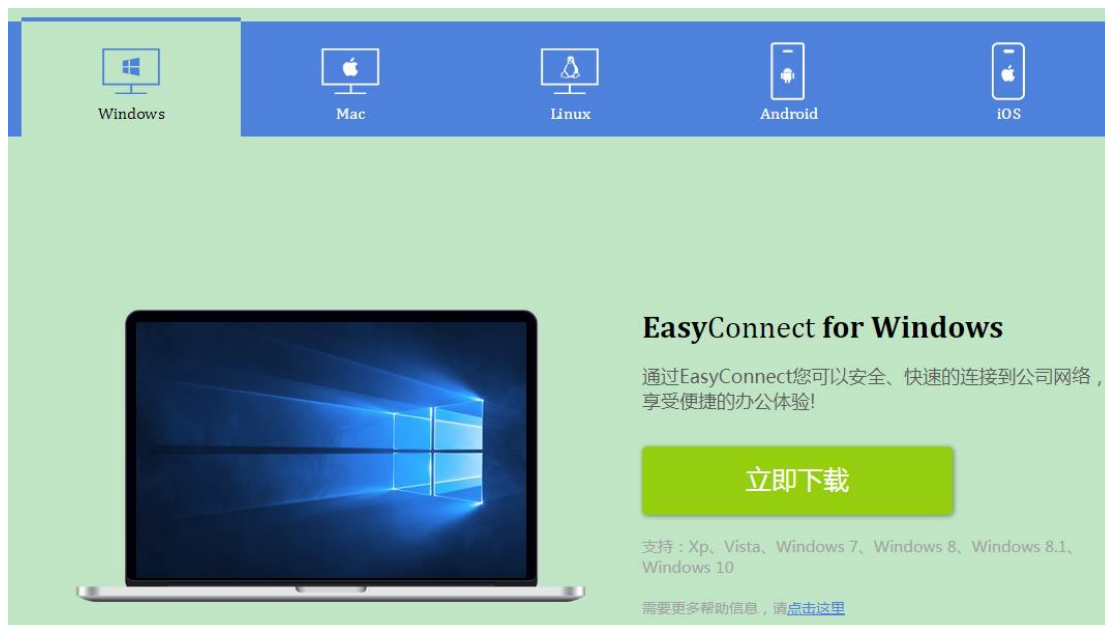 Windows
Mac
Linux
Android
iOS
EasyConnect for Windows
通过EasyConnect您可以安全、快速的连接到公司网络，
享受便捷的办公体验!
立即下载
支持：Xp、Vista、Windows 7、Windows 8、Windows 8.1、
Windows 10
需要更多帮助信息，请点击这里